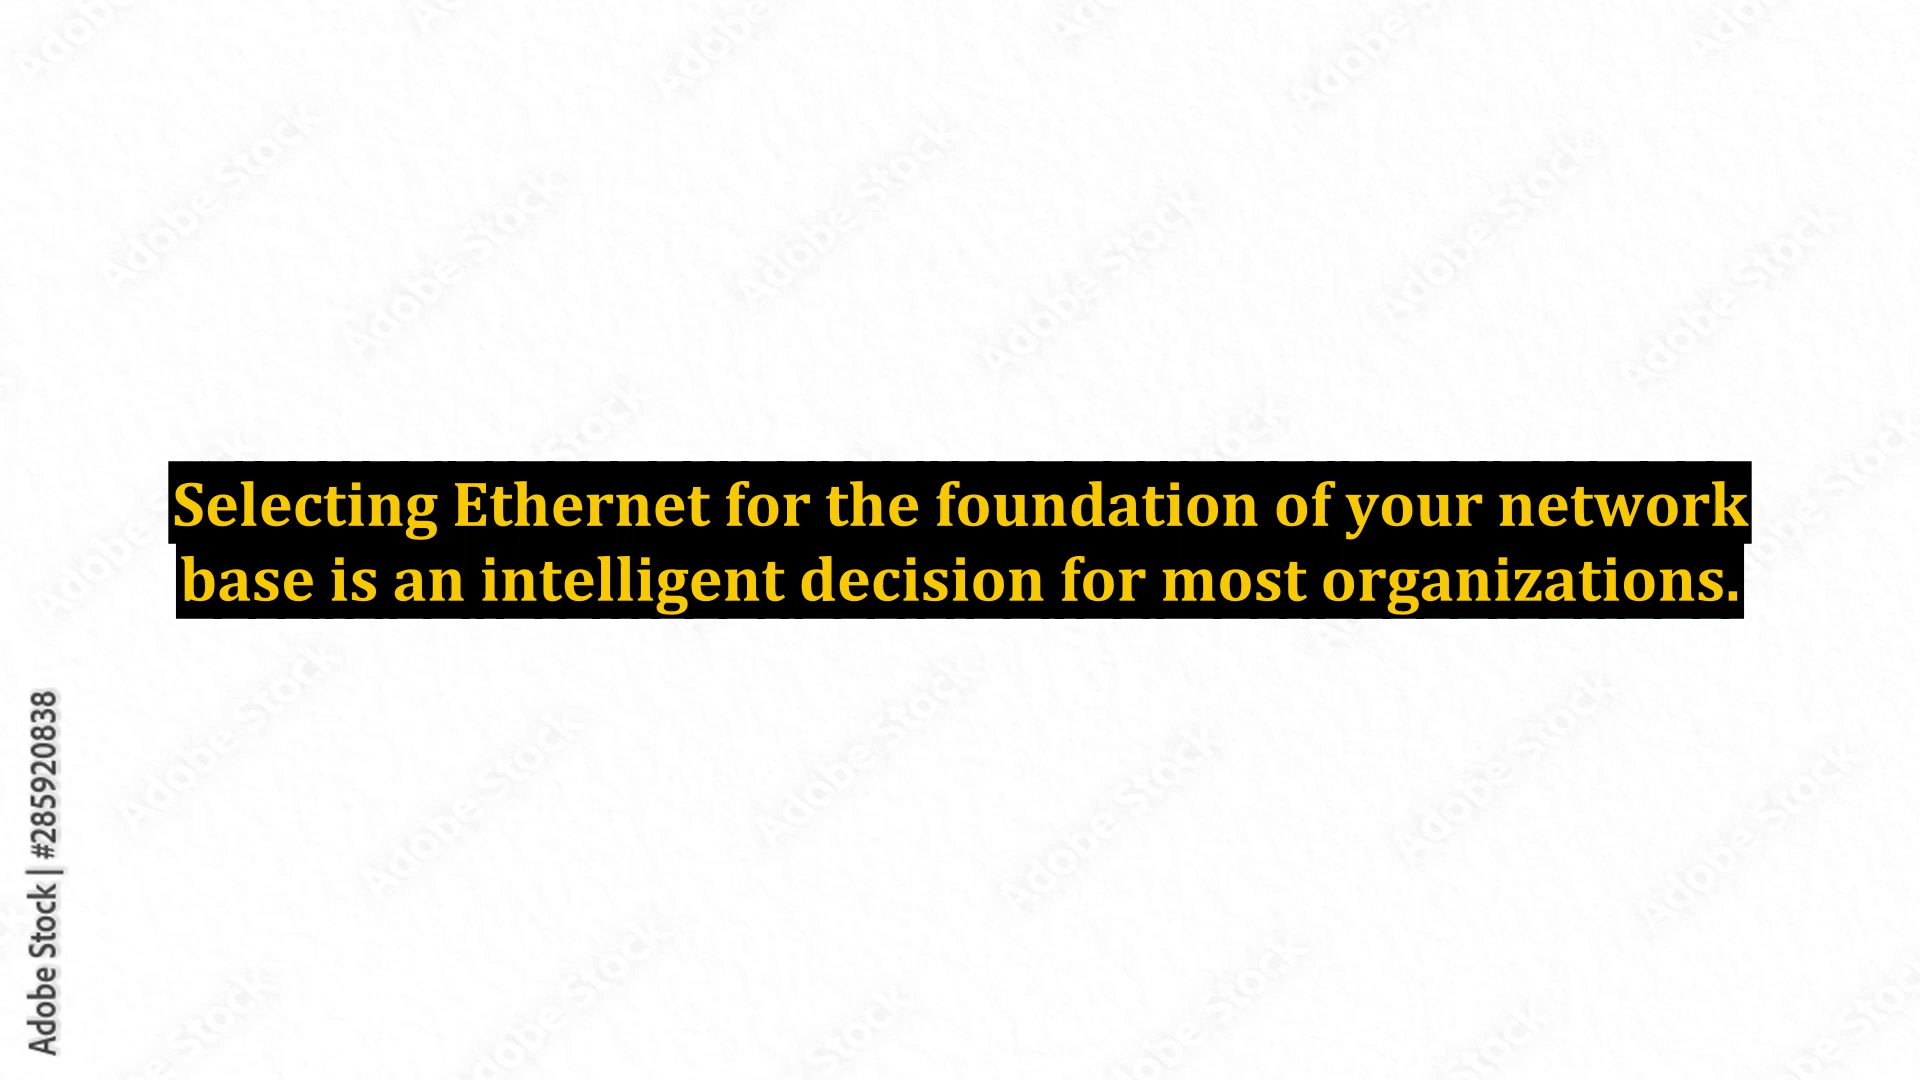 Selecting Ethernet for the foundation of your network
base is an intelligent decision for most organizations.
Adobe Stock | #285920838